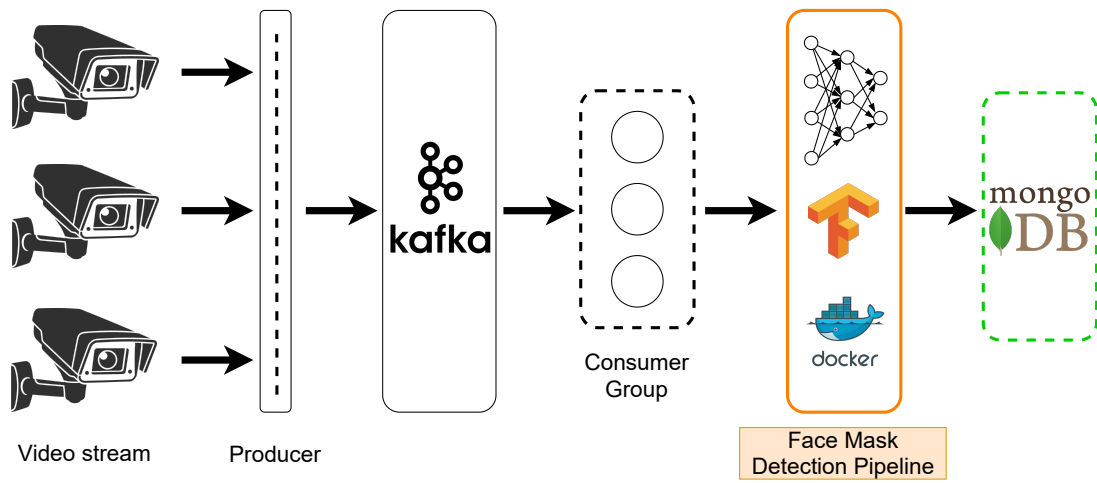 kafka
mongo
DB
docker
Consumer
Group
Video stream
Producer
Face Mask
Detection Pipeline